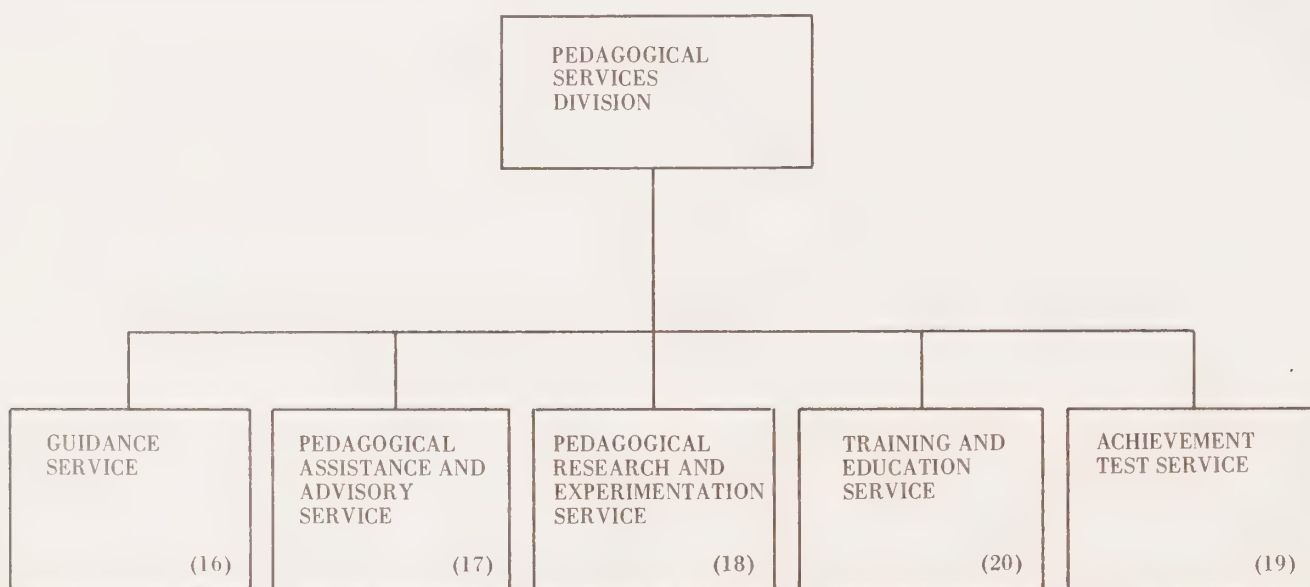 PEDAGOGICAL
SERVICES
DIVISION
GUIDANCE
SERVICE
(16)
PEDAGOGICAL
ASSISTANCE AND
ADVISORY
SERVICE
(17)
PEDAGOGICAL
RESEARCH AND
EXPERIMENTATION
SERVICE
(18)
TRAINING AND
EDUCATION
SERVICE
(20)
ACHIEVEMENT
TEST SERVICE
(19)